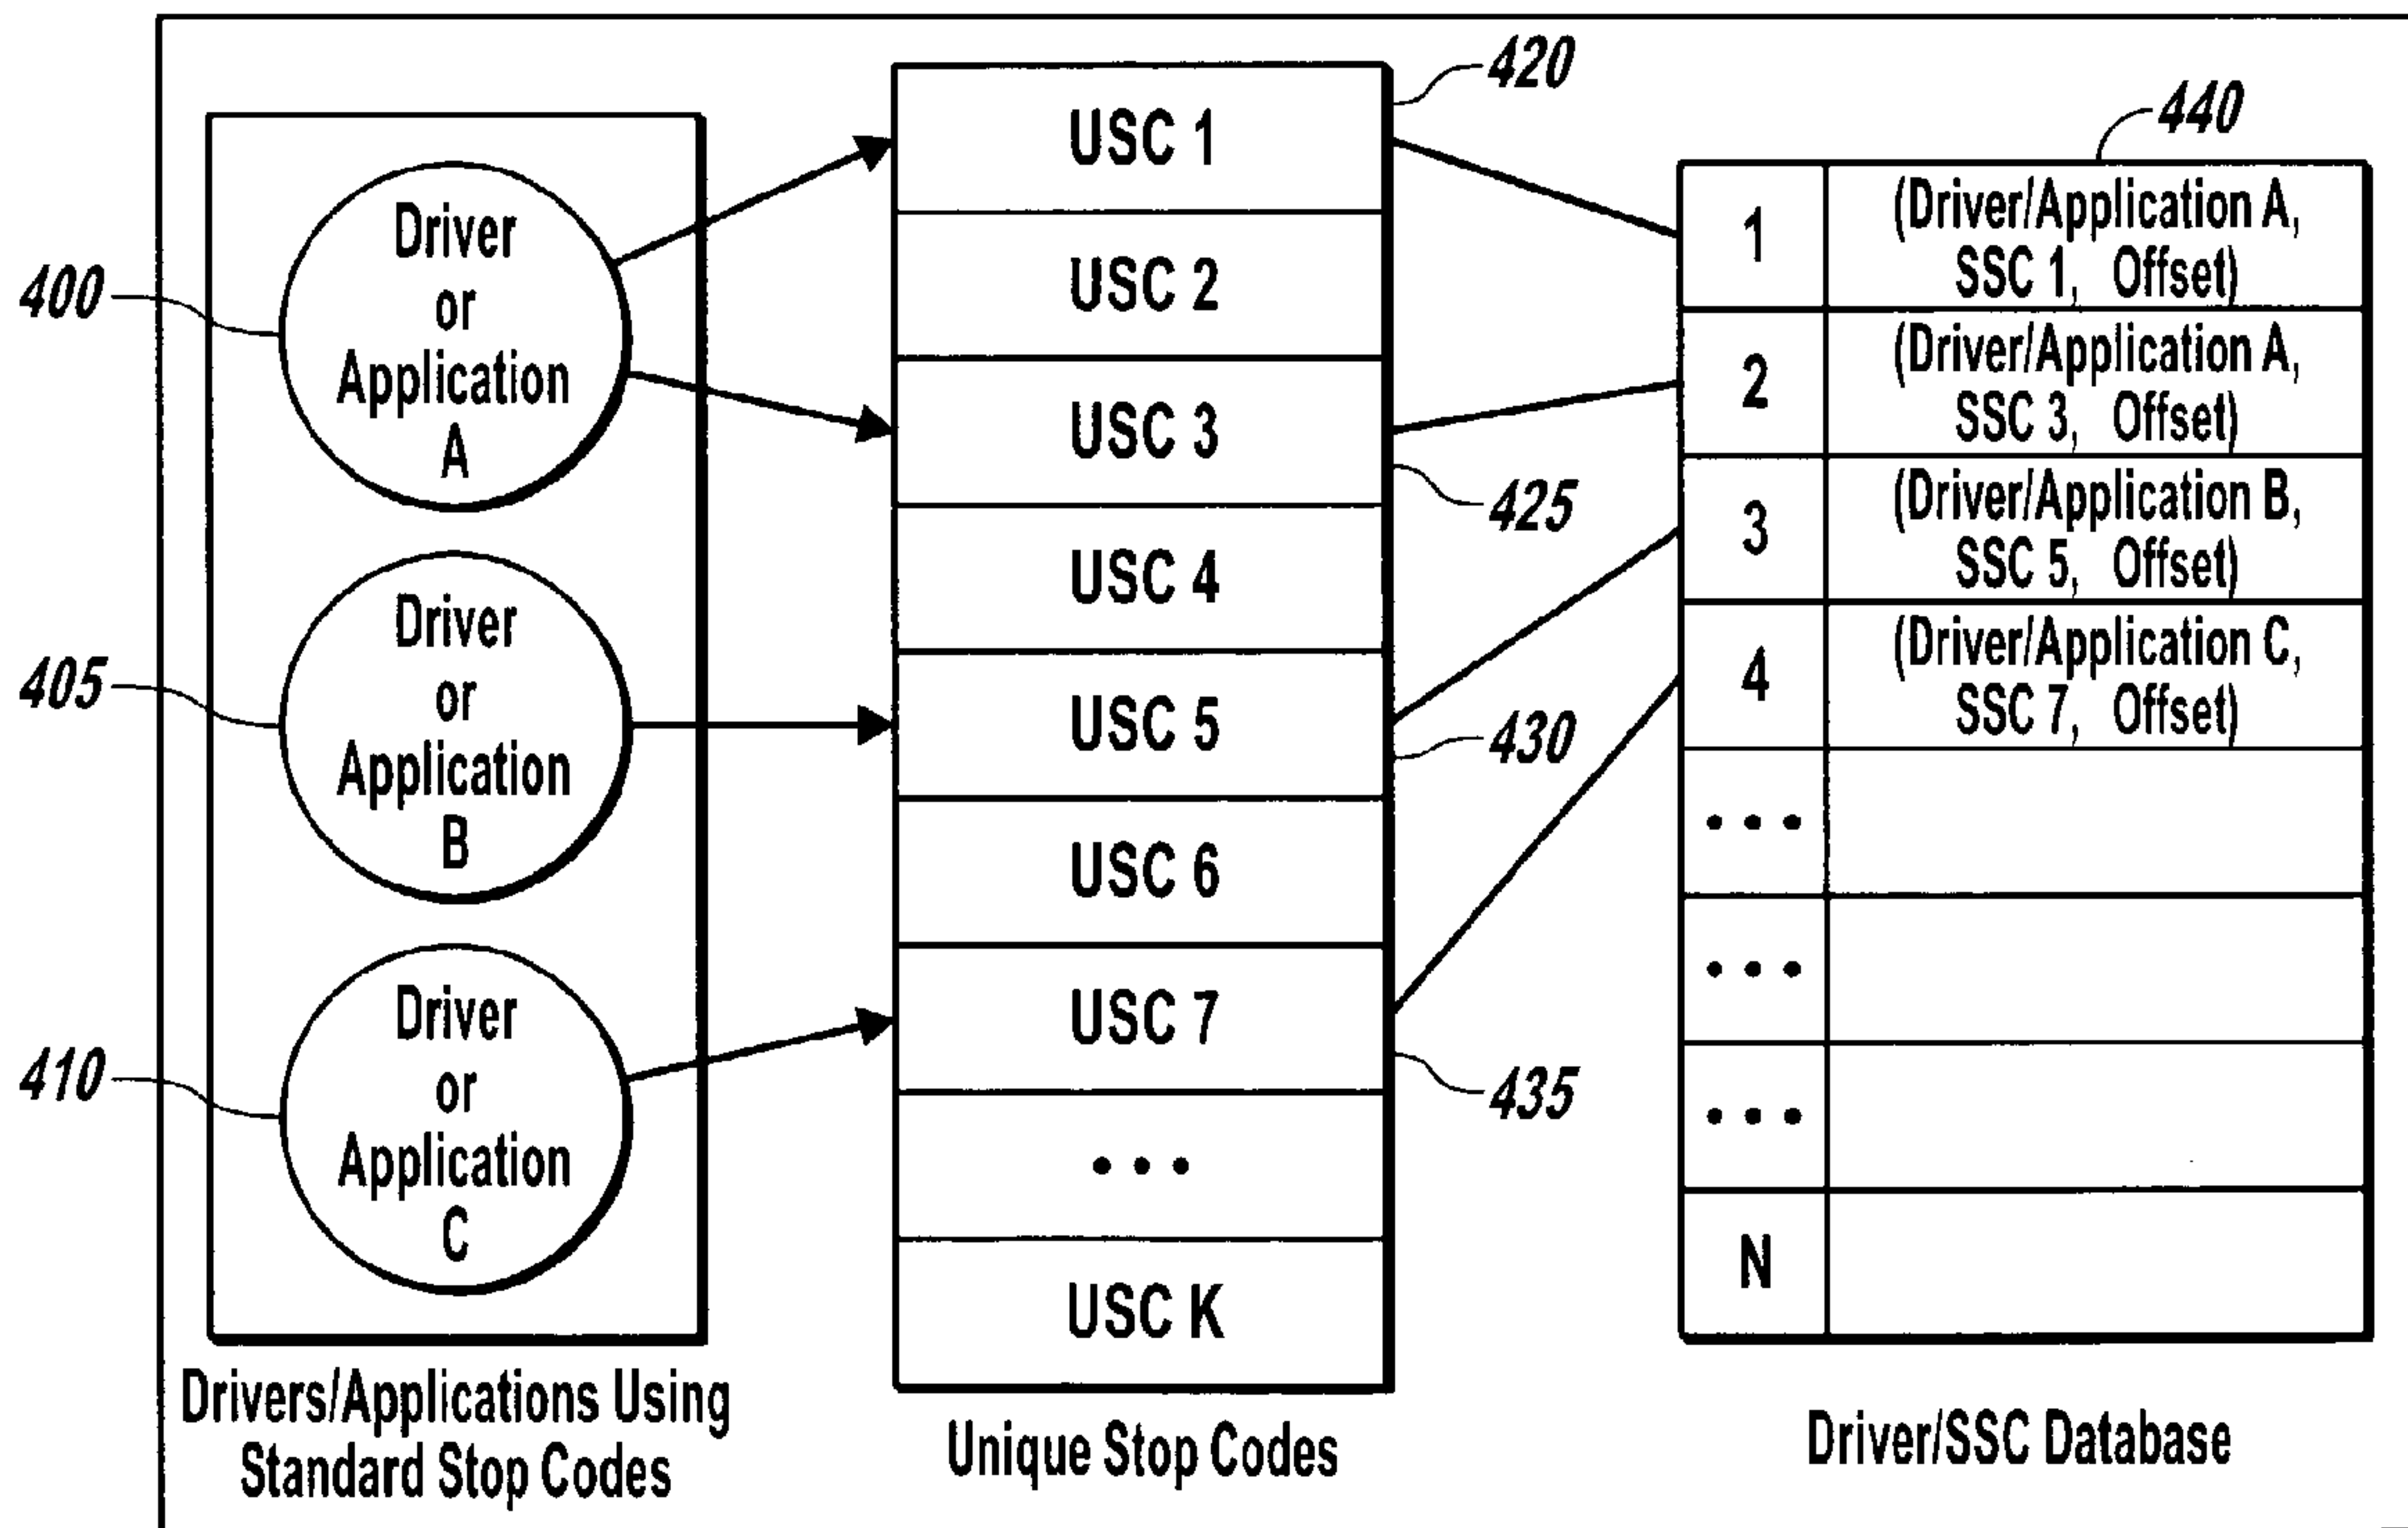 420
440
400
Driver
or
Application
A
405
Driver
or
Application
B
410
Driver
or
Application
C
Drivers/Applications Using
Standard Stop Codes
USC 1
USC 2
USC 3
425
USC 4
USC 5
430
USC 6
USC 7
435
• • •
USC K
Unique Stop Codes
1
(Driver/Application A,
SSC 1, Offset)
2
(Driver/Application A,
SSC 3, Offset)
3
(Driver/Application B,
SSC 5, Offset)
4
(Driver/Application C,
SSC 7, Offset)
• • •
• • •
• • •
N
Driver/SSC Database